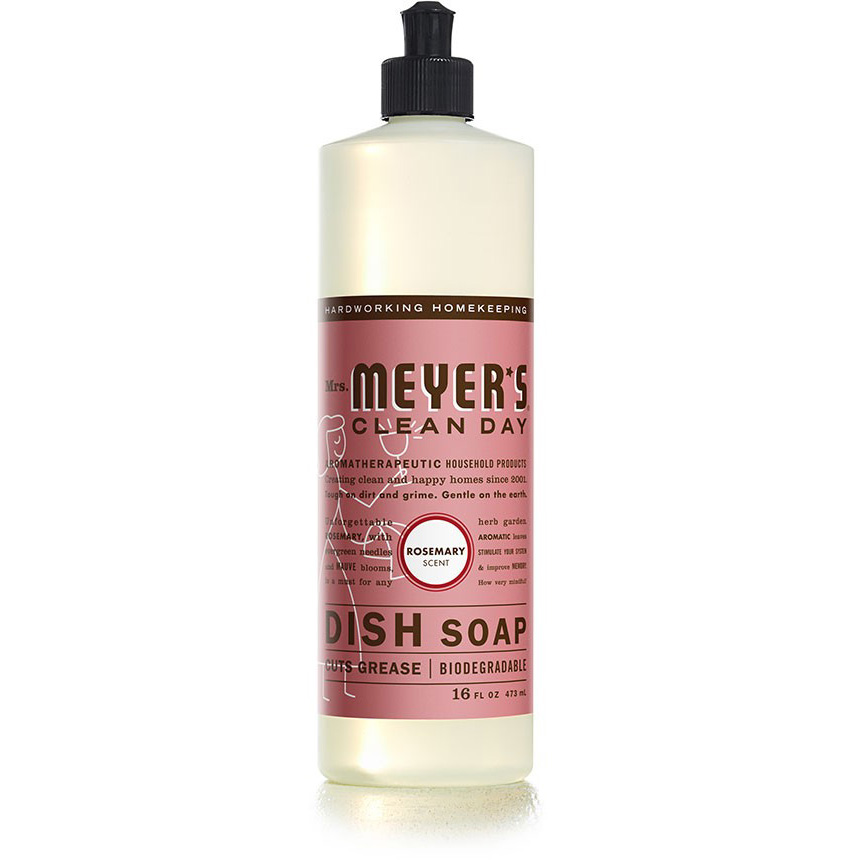 HARDWORKING HOMEKEEPING
Mrs. MEYER'S
CLEAN DAY
AROMATHERAPEUTIC HOUSEHOLD PRODUCTS
Creating clean and happy homes since 2001.
Tough on dirt and grime. Gentle on the earth.
Unforgettable
ROSEMARY, with
evergreen needles
and MAUVE blooms,
is a must for any
ROSEMARY
SCENT
herb garden.
AROMATIC leaves
STIMULATE YOUR SYSTEM
& improve MEMORY.
How very mindful!
DISH SOAP
CUTS GREASE | BIODEGRADABLE
16 FL OZ 473 mL